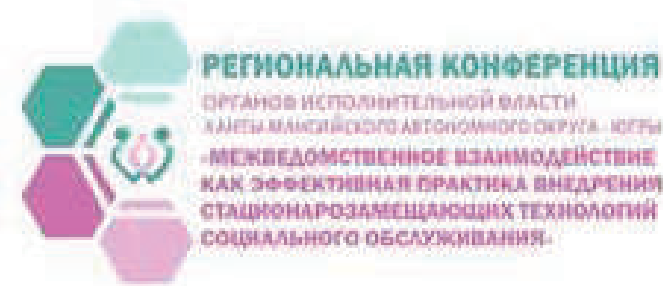 РЕГИОНАЛЬНАЯ КОНФЕРЕНЦИЯ
ОРГАНОВ ИСПОЛНИТЕЛЬНОЙ ВЛАСТИ
ХАНТЫ-МАНСИЙСКОГО АВТОНОМНОГО ОКРУГА - ЮГРЫ
«МЕЖВЕДОМСТВЕННОЕ ВЗАИМОДЕЙСТВИЕ
КАК ЭФФЕКТИВНАЯ ПРАКТИКА ВНЕДРЕНИЯ
СТАЦИОНАРОЗАМЕЩАЮЩИХ ТЕХНОЛОГИЙ
СОЦИАЛЬНОГО ОБСЛУЖИВАНИЯ»